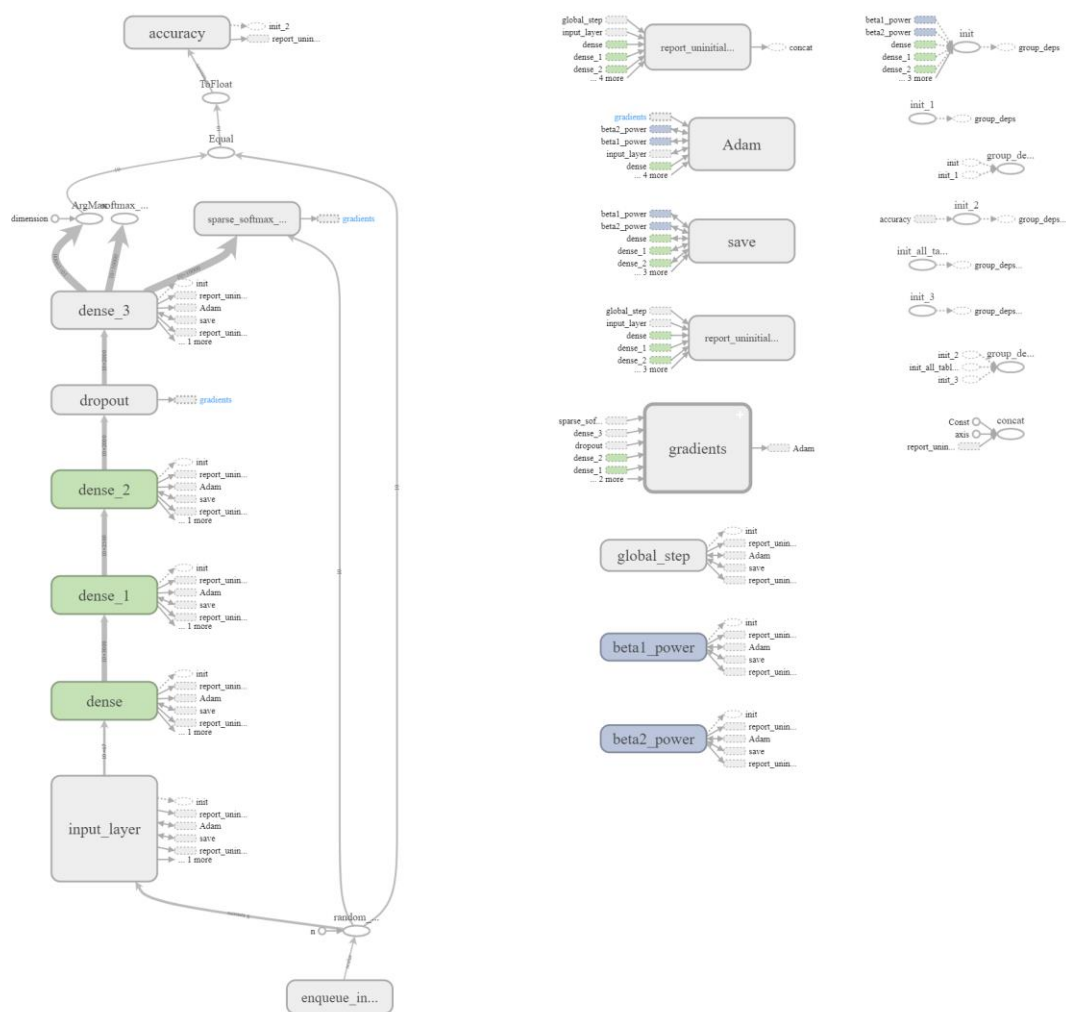 accuracy
init_2
report_unin...
ToFloat
Equal
dimension
ArgMax
softmax_...
sparse_softmax_...
gradients
dense_3
init
report_unin...
Adam
save
report_unin...
... 1 more
dropout
gradients
dense_2
init
report_unin...
Adam
save
report_unin...
... 1 more
dense_1
init
report_unin...
Adam
save
report_unin...
... 1 more
dense
init
report_unin...
Adam
save
report_unin...
... 1 more
input_layer
init
report_unin...
Adam
save
report_unin...
... 1 more
random_...
n
enqueue_in...
global_step
input_layer
dense
dense_1
dense_2
... 4 more
report_uninitial...
concat
gradients
beta2_power
beta1_power
input_layer
dense
... 4 more
Adam
beta1_power
beta2_power
dense
dense_1
dense_2
... 3 more
save
global_step
input_layer
dense
dense_1
dense_2
... 3 more
report_uninitial...
sparse_sof...
dense_3
dropout
dense_2
dense_1
... 2 more
gradients
Adam
global_step
init
report_unin...
Adam
save
report_unin...
beta1_power
init
report_unin...
Adam
save
report_unin...
beta2_power
init
report_unin...
Adam
save
report_unin...
beta1_power
beta2_power
dense
dense_1
dense_2
... 3 more
init
group_deps
init_1
group_deps
init
init_1
group_de...
accuracy
init_2
group_deps...
init_all_ta...
group_deps...
init_3
group_deps...
init_2
init_all_tabl...
init_3
group_de...
Const
axis
report_unin...
concat